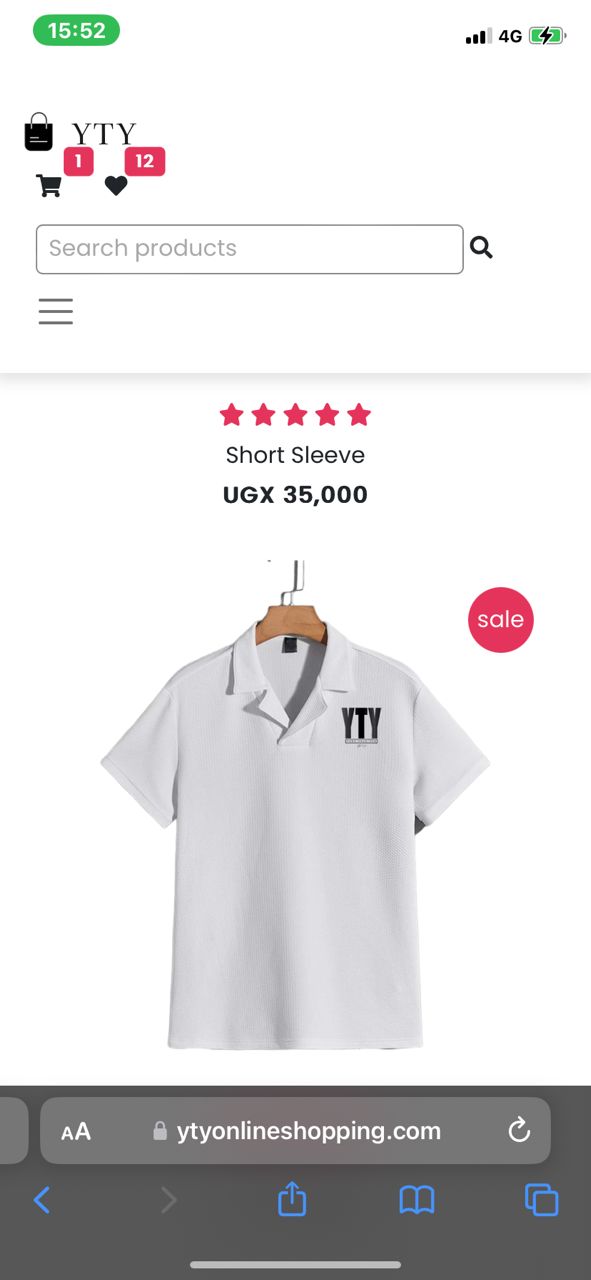 15:52
4G
YTY
1
12
Search products
Short Sleeve
UGX 35,000
sale
YTY
AA
ytyonlineshopping.com